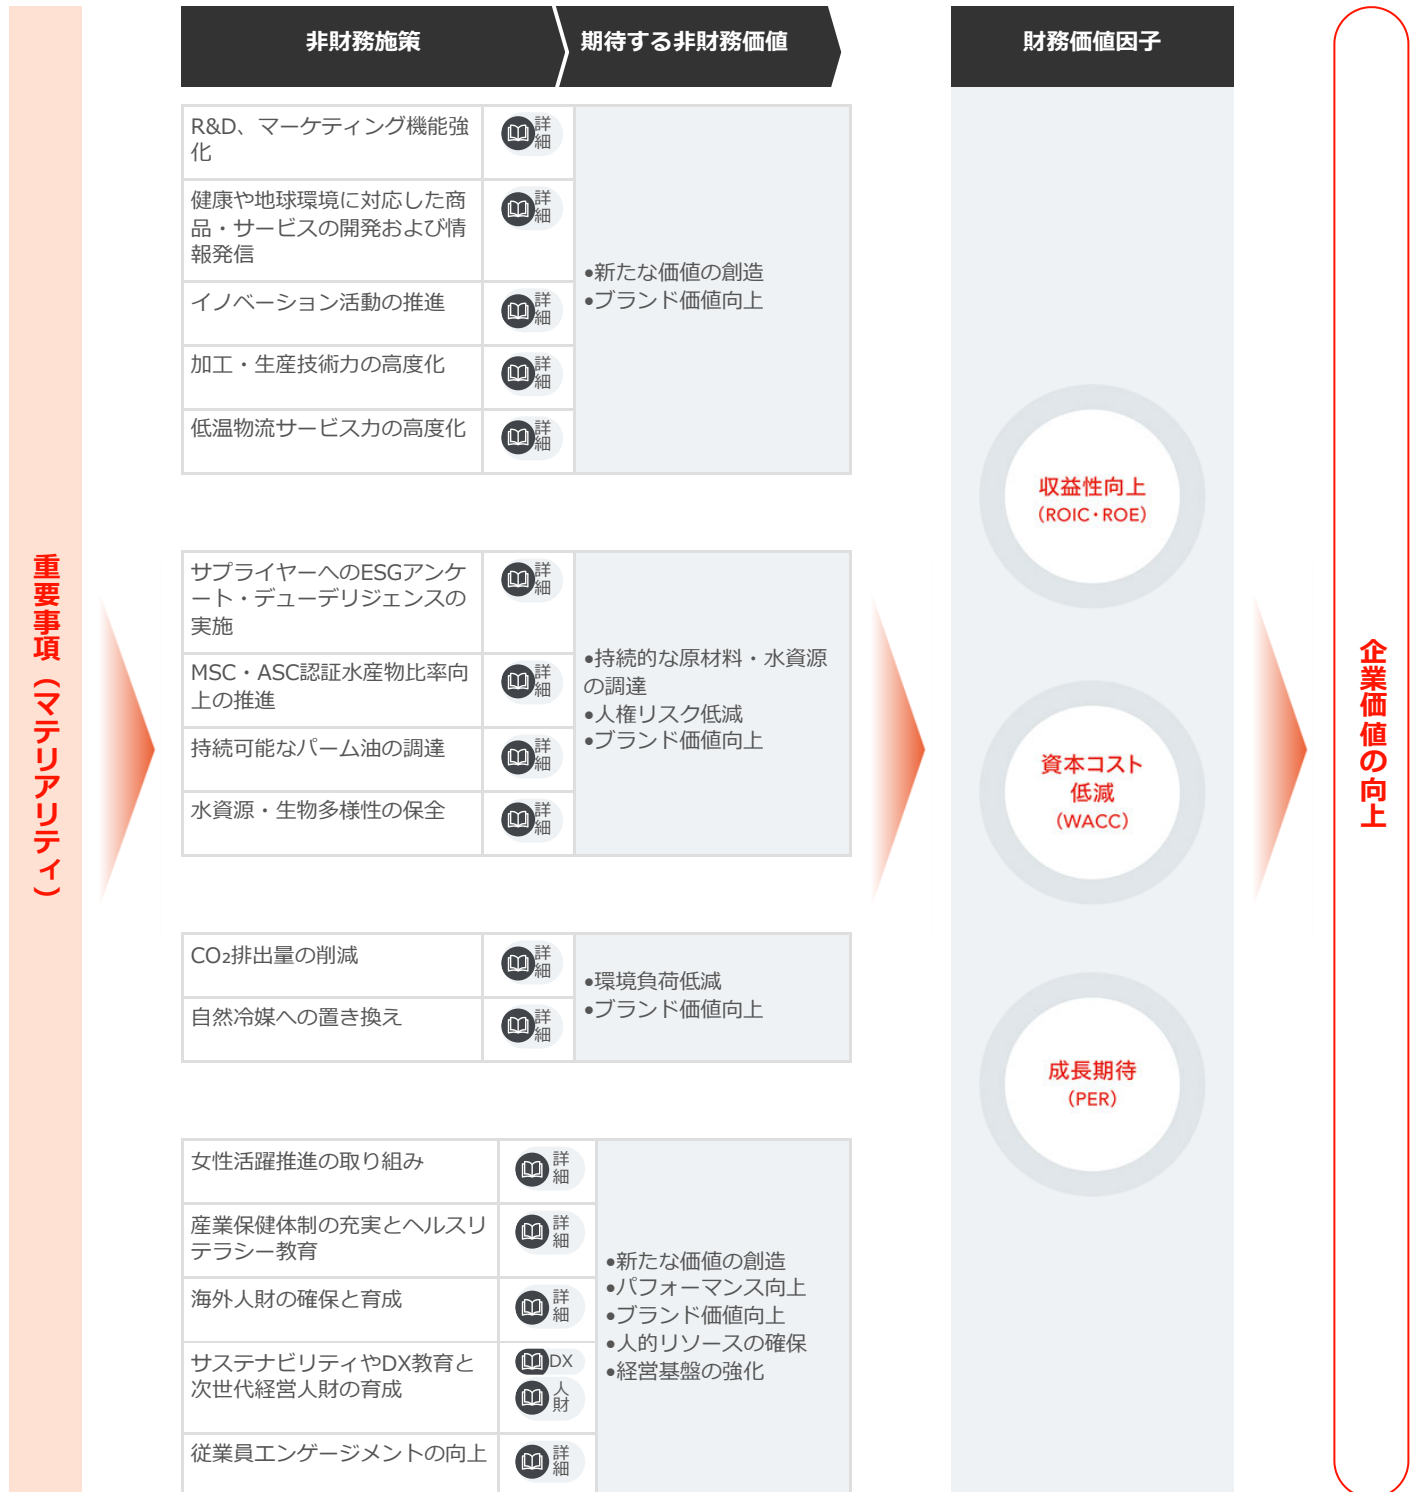 重要事項（マテリアリティ）
非財務施策
期待する非財務価値
R&D、マーケティング機能強
化
詳
細
健康や地球環境に対応した商
品・サービスの開発および情
報発信
詳
細
イノベーション活動の推進
詳
細
加工・生産技術力の高度化
詳
細
低温物流サービス力の高度化
詳
細
●新たな価値の創造
●ブランド価値向上
サプライヤーへのESGアンケ
ート・デューデリジェンスの
実施
詳
細
MSC・ASC認証水産物比率向
上の推進
詳
細
持続可能なパーム油の調達
詳
細
水資源・生物多様性の保全
詳
細
●持続的な原材料・水資源
の調達
●人権リスク低減
●ブランド価値向上
CO₂排出量の削減
詳
細
自然冷媒への置き換え
詳
細
●環境負荷低減
●ブランド価値向上
女性活躍推進の取り組み
詳
細
産業保健体制の充実とヘルスリ
テラシー教育
詳
細
海外人財の確保と育成
詳
細
サステナビリティやDX教育と
次世代経営人財の育成
DX
人
財
従業員エンゲージメントの向上
詳
細
●新たな価値の創造
●パフォーマンス向上
●ブランド価値向上
●人的リソースの確保
●経営基盤の強化
財務価値因子
収益性向上
（ROIC・ROE）
資本コスト
低減
（WACC）
成長期待
（PER）
企業価値の向上